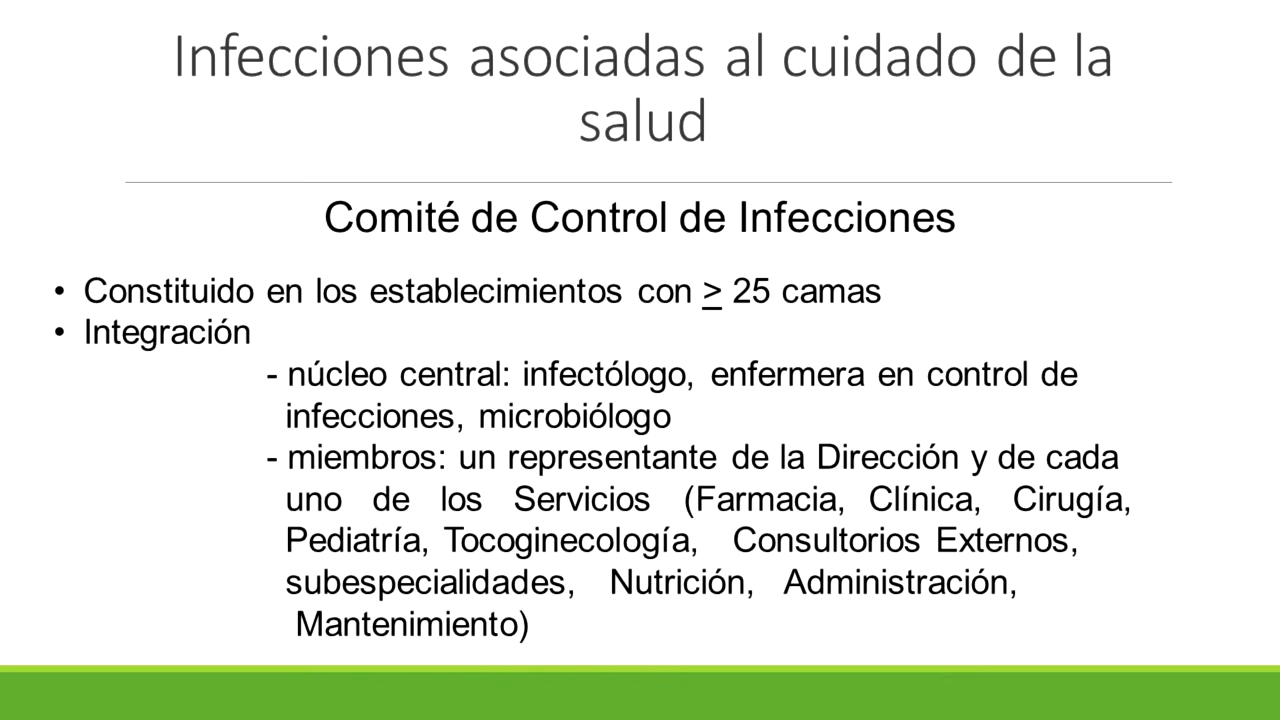 Infecciones asociadas al cuidado de la
salud
Comité de Control de Infecciones
• Constituido en los establecimientos con ≥ 25 camas
• Integración
- núcleo central: infectólogo, enfermera en control de
infecciones, microbiólogo
- miembros: un representante de la Dirección y de cada
uno de los Servicios (Farmacia, Clínica, Cirugía,
Pediatría, Tocoginecología, Consultorios Externos,
subespecialidades, Nutrición, Administración,
Mantenimiento)